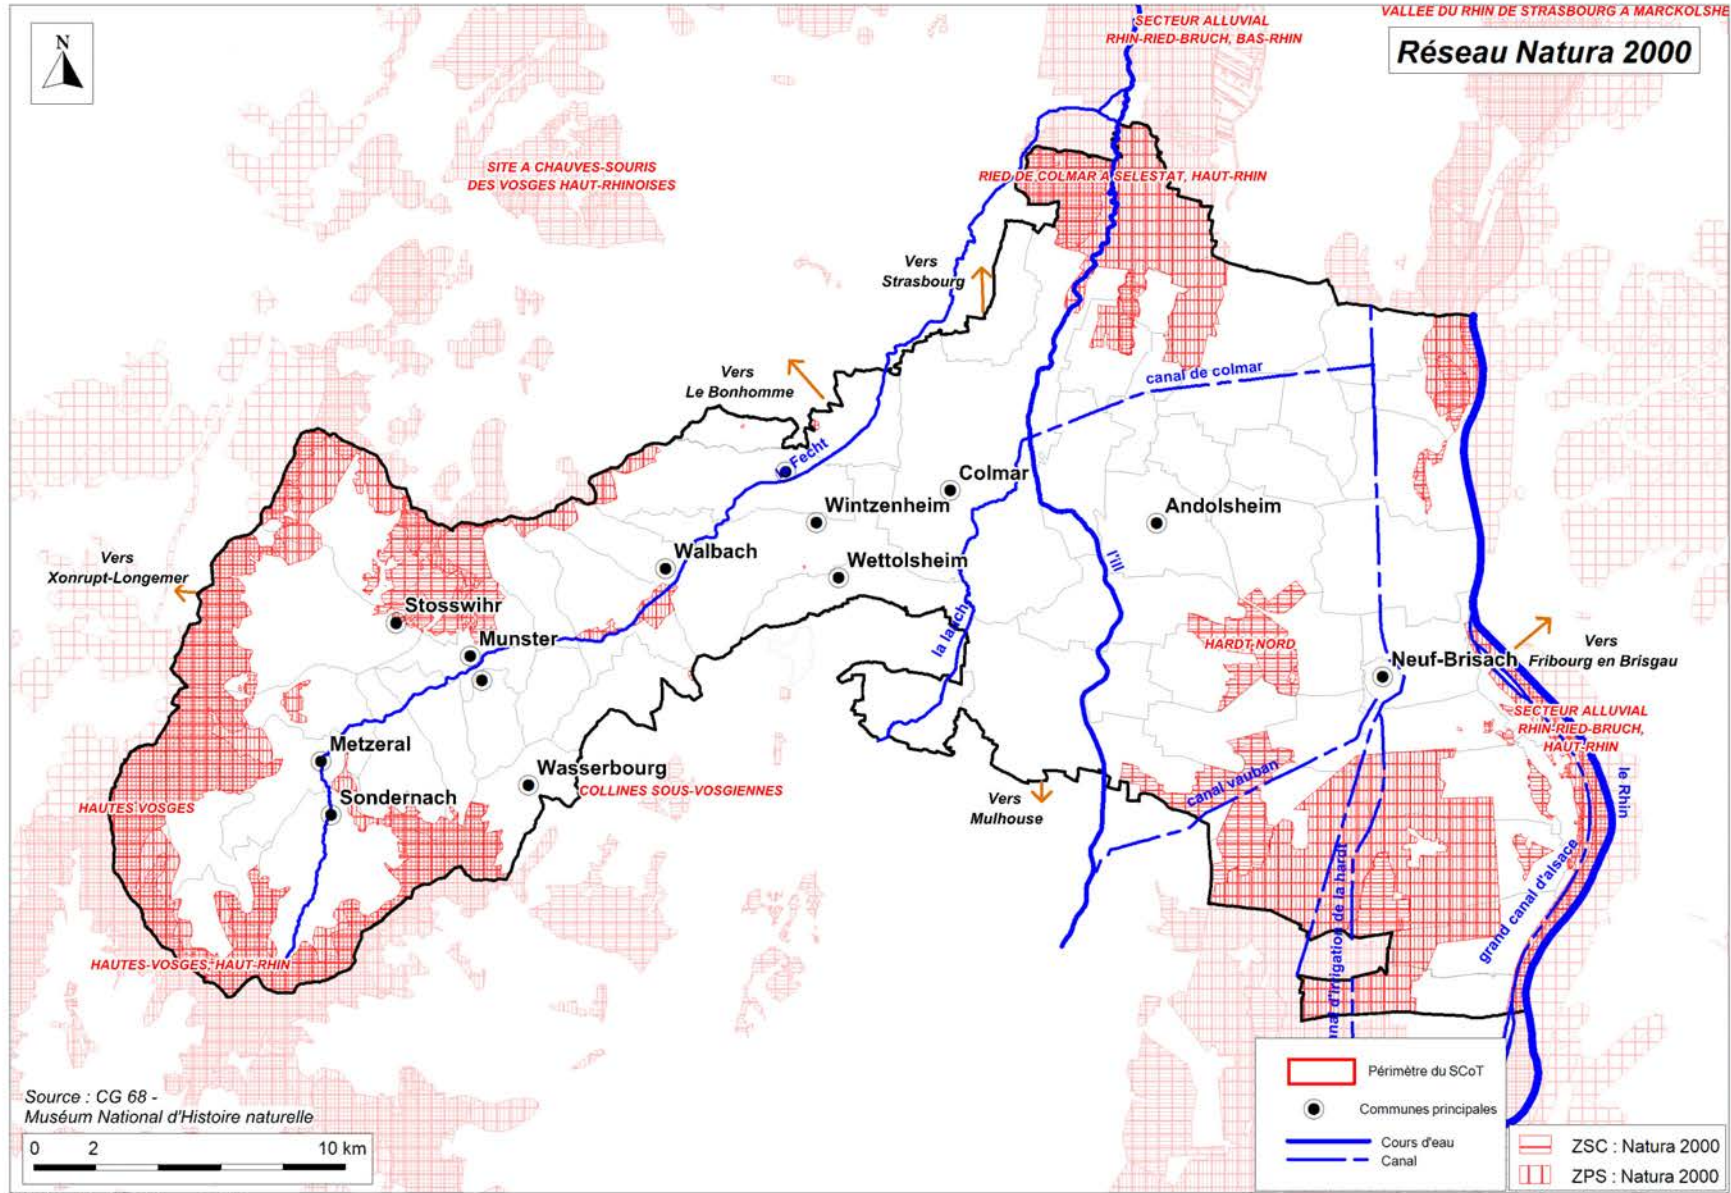 VALLEE DU RHIN DE STRASBOURG A MARCKOLSHE
SECTEUR ALLUVIAL
RHIN-RIED-BRUCH, BAS-RHIN
Réseau Natura 2000
N
SITE A CHAUVES-SOURIS
DES VOSGES HAUT-RHINOISES
RIED DE COLMAR A SELESTAT, HAUT-RHIN
Vers
Strasbourg
Vers
Le Bonhomme
canal de colmar
Fecht
Colmar
Wintzenheim
Andolsheim
Walbach
Wettolsheim
l'ill
Vers
Xonrupt-Longemer
Stosswihr
Munster
la lauch
HARDT NORD
Neuf-Brisach
Vers
Fribourg en Brisgau
SECTEUR ALLUVIAL
RHIN-RIED-BRUCH,
HAUT-RHIN
Metzeral
Wasserbourg
COLLINES SOUS-VOSGIENNES
Sondernach
HAUTES VOSGES
Vers
Mulhouse
canal vauban
le Rhin
grand canal d'alsace
nal d'irrigation de la hardt
HAUTES-VOSGES, HAUT-RHIN
Source : CG 68 -
Muséum National d'Histoire naturelle
0 2 10 km
Périmètre du SCoT
Communes principales
Cours d'eau
Canal
ZSC : Natura 2000
ZPS : Natura 2000